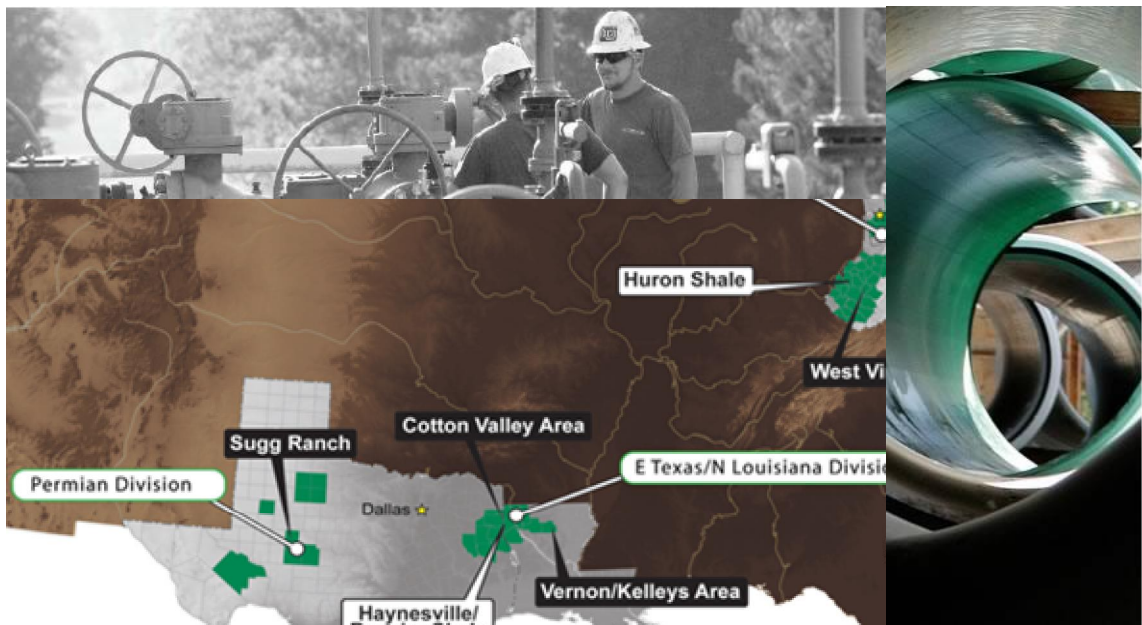 Huron Shale
West Vi
Cotton Valley Area
Sugg Ranch
E Texas/N Louisiana Divisio
Permian Division
Dallas
Vernon/Kelleys Area
Haynesville/